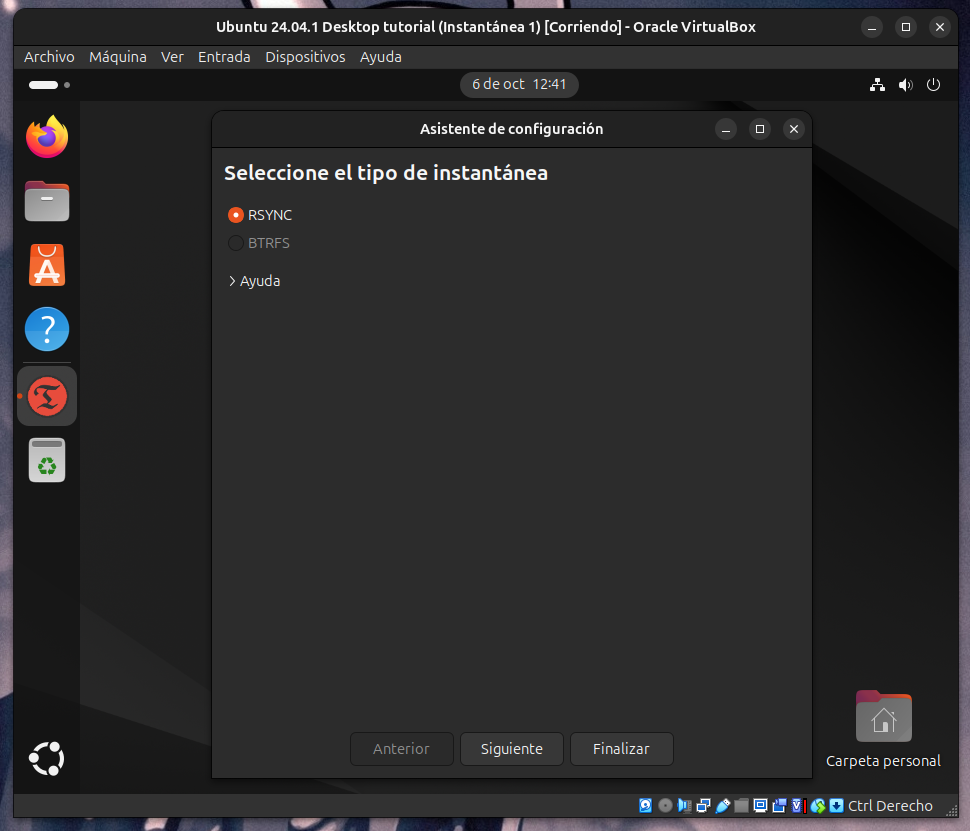 Ubuntu 24.04.1 Desktop tutorial (Instantánea 1) [Corriendo] - Oracle VirtualBox
Archivo Máquina Ver Entrada Dispositivos Ayuda
6 de oct 12:41
Asistente de configuración
Seleccione el tipo de instantánea
RSYNC
BTRFS
Ayuda
Anterior Siguiente Finalizar
Carpeta personal
Ctrl Derecho